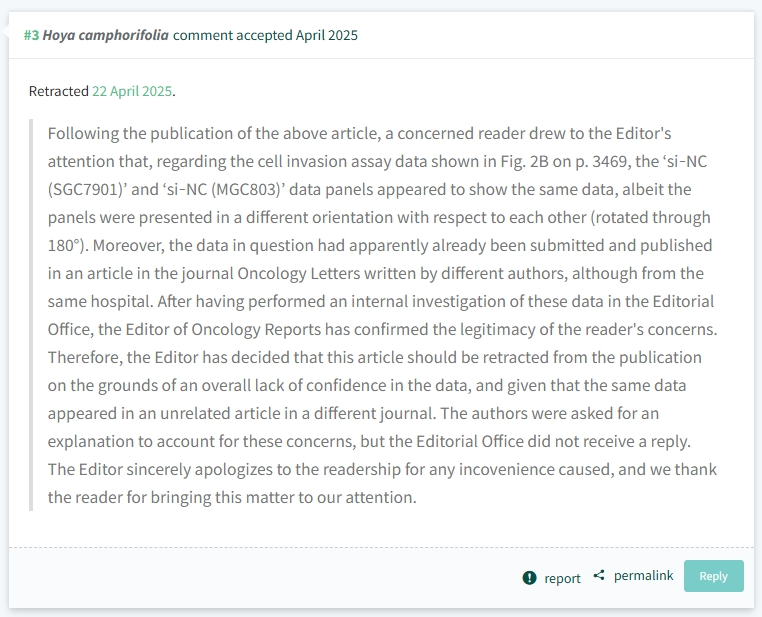 #3 Hoya camphorifolia comment accepted April 2025
Retracted 22 April 2025.
Following the publication of the above article, a concerned reader drew to the Editor's
attention that, regarding the cell invasion assay data shown in Fig. 2B on p. 3469, the ‘si-NC
(SGC7901)’ and ‘si-NC (MGC803)’ data panels appeared to show the same data, albeit the
panels were presented in a different orientation with respect to each other (rotated through
180°). Moreover, the data in question had apparently already been submitted and published
in an article in the journal Oncology Letters written by different authors, although from the
same hospital. After having performed an internal investigation of these data in the Editorial
Office, the Editor of Oncology Reports has confirmed the legitimacy of the reader's concerns.
Therefore, the Editor has decided that this article should be retracted from the publication
on the grounds of an overall lack of confidence in the data, and given that the same data
appeared in an unrelated article in a different journal. The authors were asked for an
explanation to account for these concerns, but the Editorial Office did not receive a reply.
The Editor sincerely apologizes to the readership for any incovenience caused, and we thank
the reader for bringing this matter to our attention.
report permalink Reply